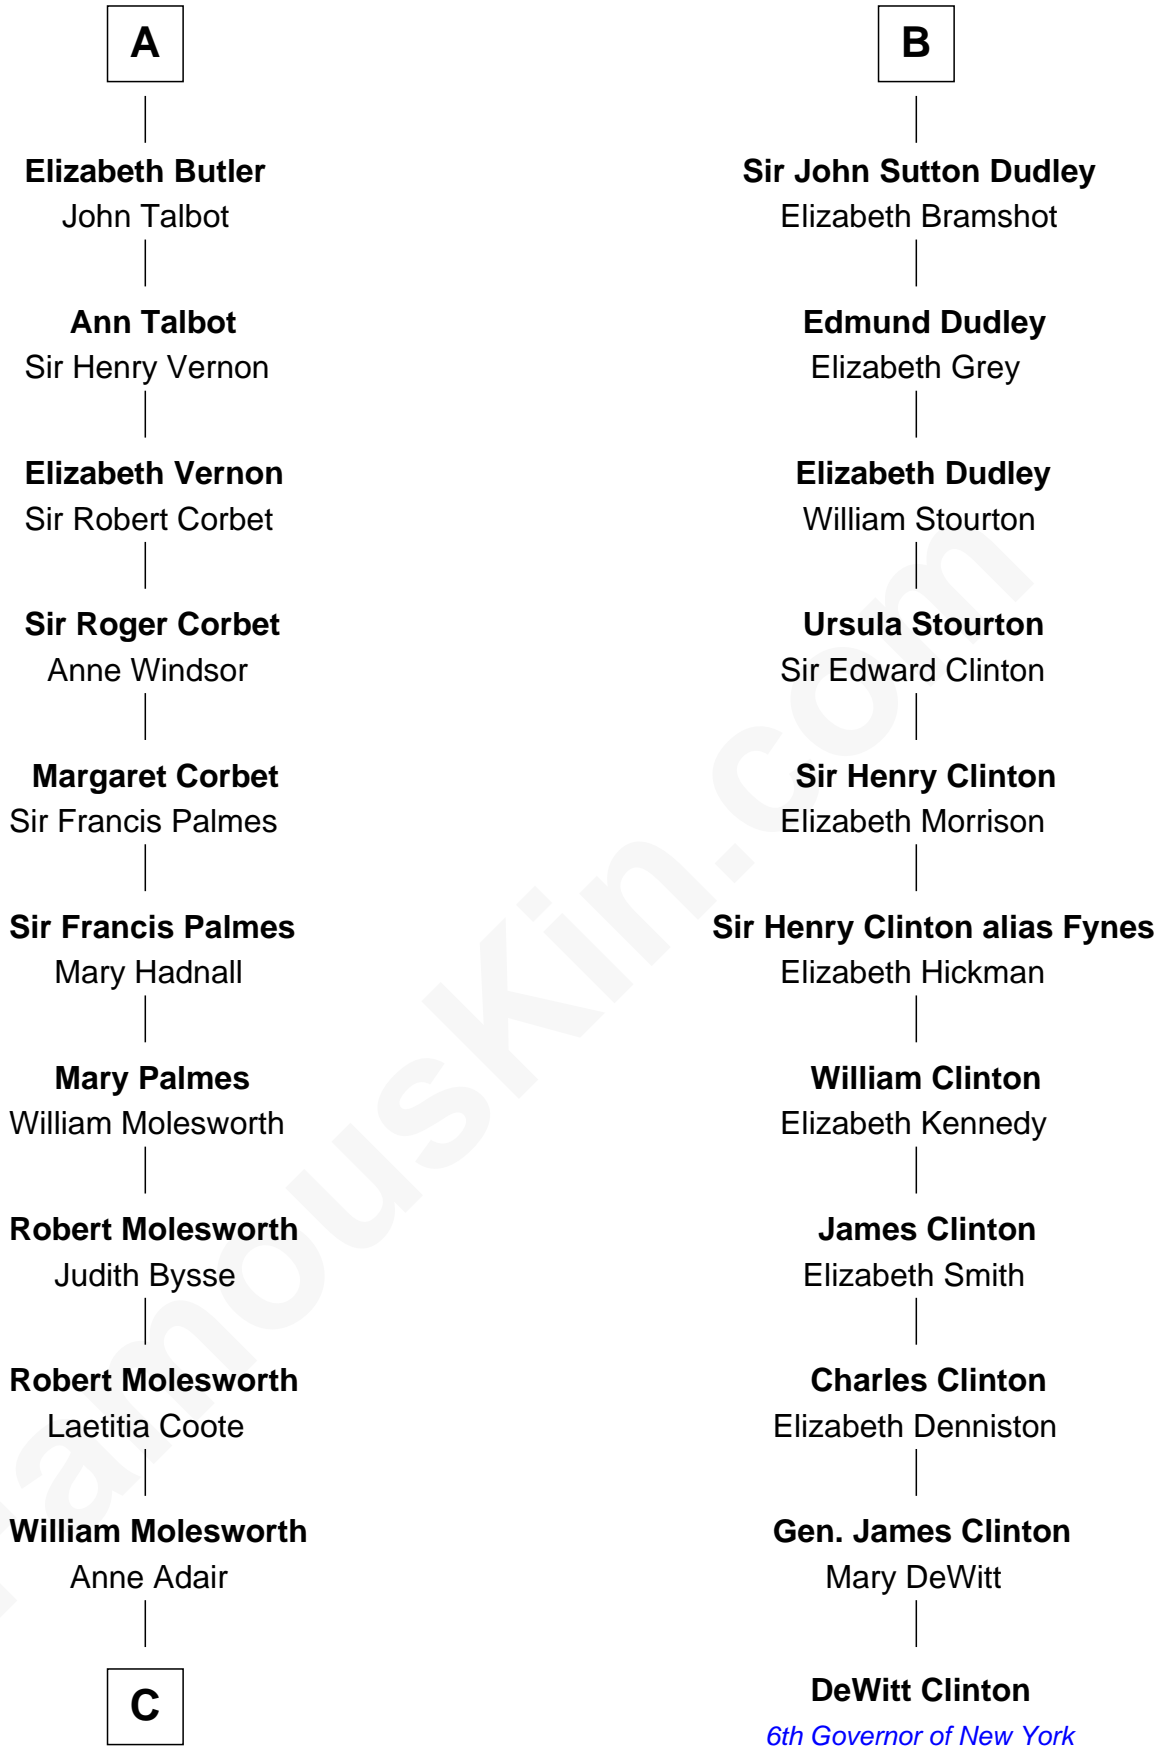 A
Elizabeth Butler
John Talbot
Ann Talbot
Sir Henry Vernon
Elizabeth Vernon
Sir Robert Corbet
Sir Roger Corbet
Anne Windsor
Margaret Corbet
Sir Francis Palmes
Sir Francis Palmes
Mary Hadnall
Mary Palmes
William Molesworth
Robert Molesworth
Judith Bysse
Robert Molesworth
Laetitia Coote
William Molesworth
Anne Adair
C
B
Sir John Sutton Dudley
Elizabeth Bramshot
Edmund Dudley
Elizabeth Grey
Elizabeth Dudley
William Stourton
Ursula Stourton
Sir Edward Clinton
Sir Henry Clinton
Elizabeth Morrison
Sir Henry Clinton alias Fynes
Elizabeth Hickman
William Clinton
Elizabeth Kennedy
James Clinton
Elizabeth Smith
Charles Clinton
Elizabeth Denniston
Gen. James Clinton
Mary DeWitt
DeWitt Clinton
6th Governor of New York
FamousKin.com